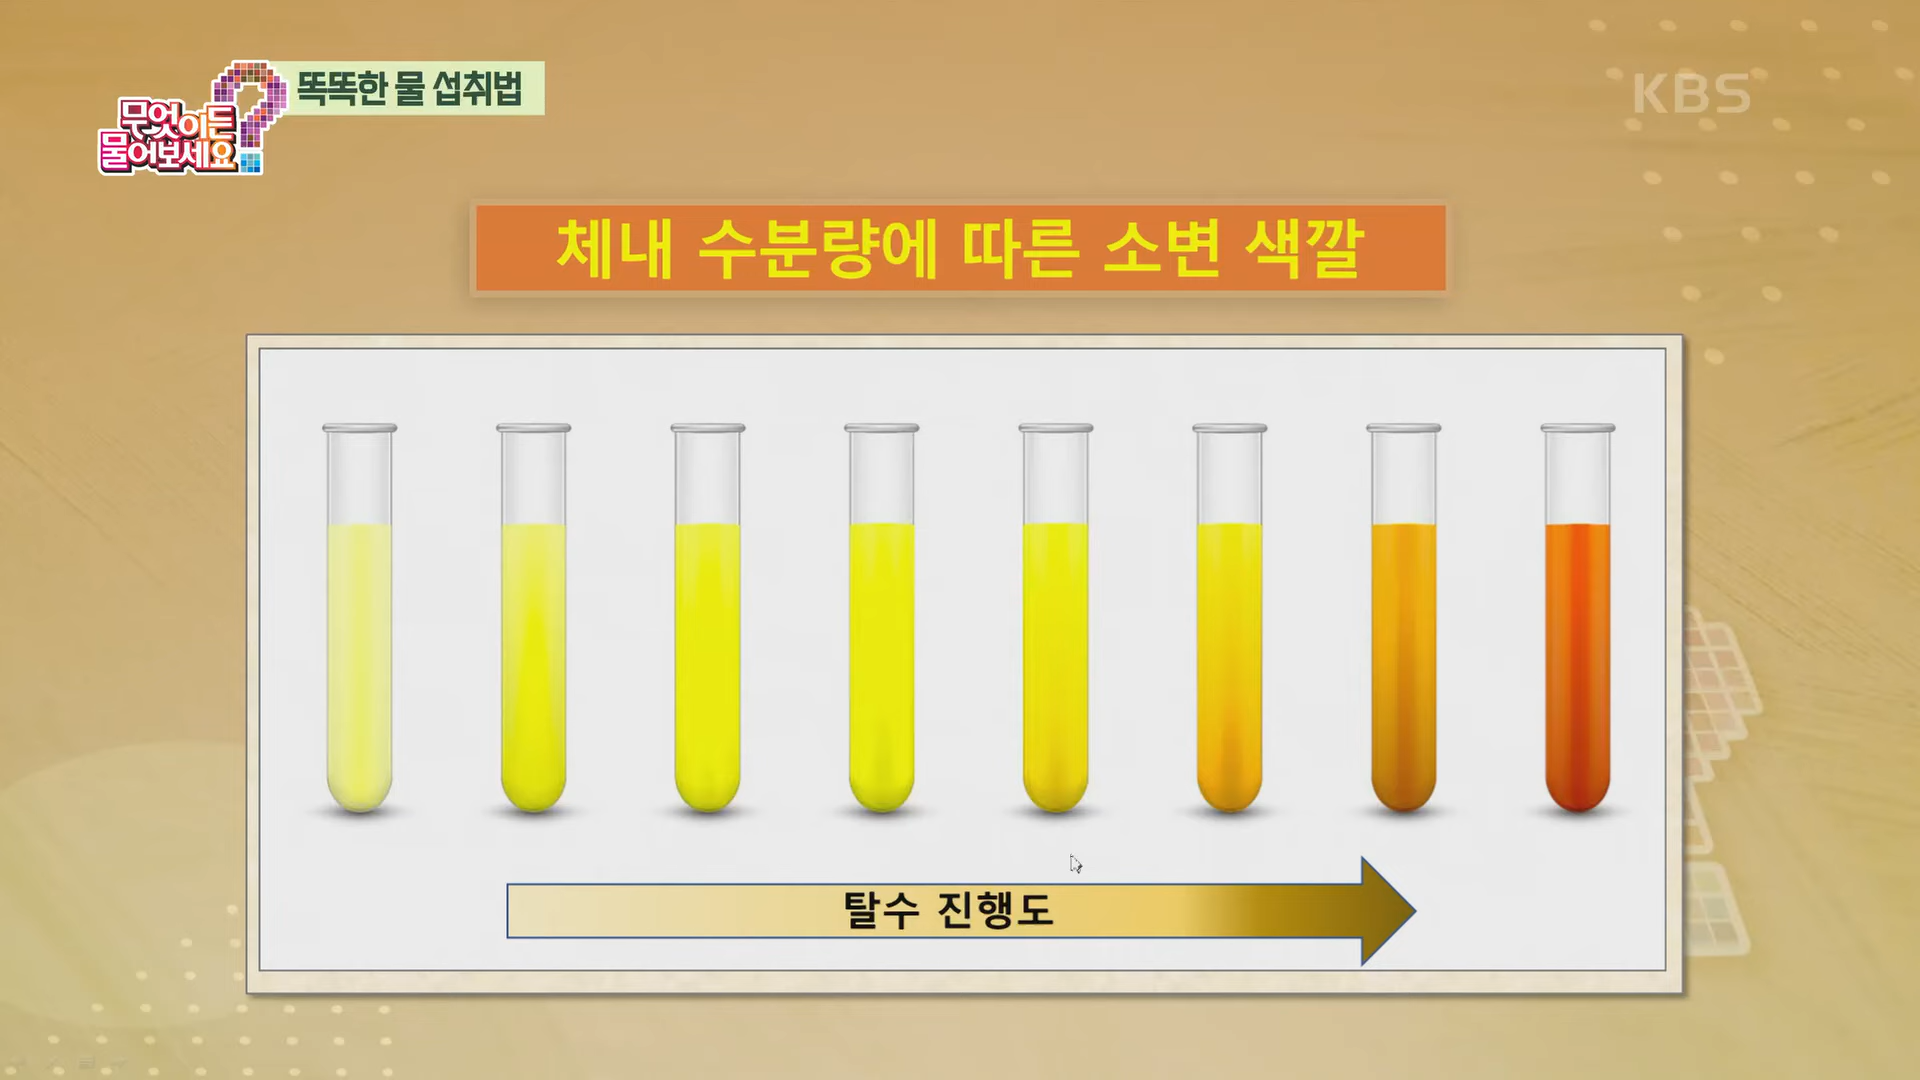 무엇이든
물어보세요
똑똑한 물 섭취법
KBS
체내 수분량에 따른 소변 색깔
탈수 진행도